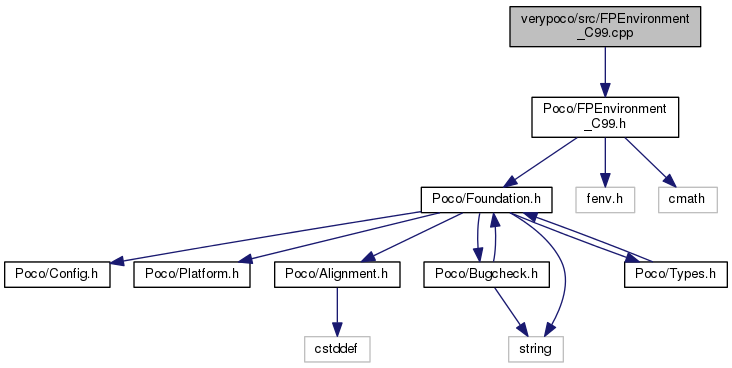 verypoco/src/FPEnvironment
_C99.cpp
Poco/FPEnvironment
_C99.h
Poco/Foundation.h
fenv.h
cmath
Poco/Config.h
Poco/Platform.h
Poco/Alignment.h
Poco/Bugcheck.h
Poco/Types.h
cstddef
string